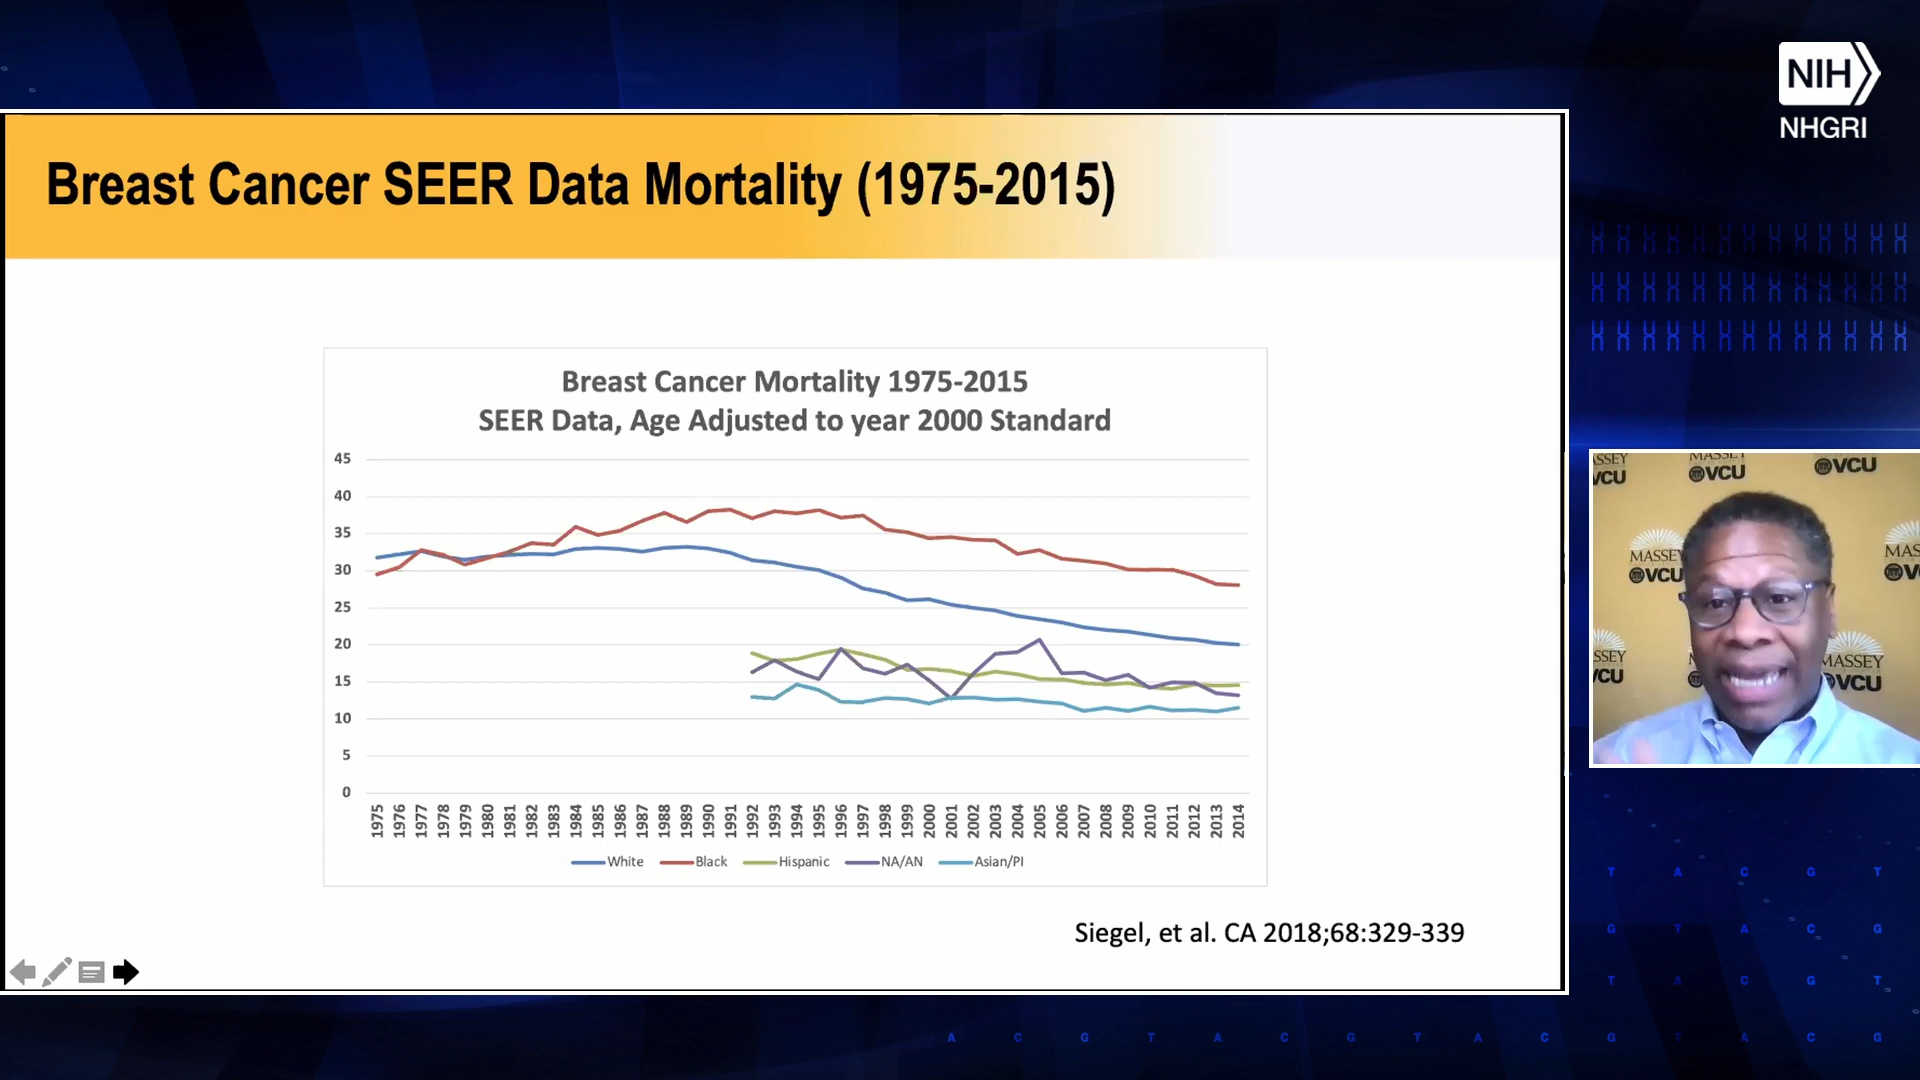 NIH
NHGRI
Breast Cancer SEER Data Mortality (1975-2015)
Breast Cancer Mortality 1975-2015
SEER Data, Age Adjusted to year 2000 Standard
45
40
35
30
25
20
15
10
5
0
1975 1976 1977 1978 1979 1980 1981 1982 1983 1984 1985 1986 1987 1988 1989 1990 1991 1992 1993 1994 1995 1996 1997 1998 1999 2000 2001 2002 2003 2004 2005 2006 2007 2008 2009 2010 2011 2012 2013 2014
White Black Hispanic NA/AN Asian/PI
Siegel, et al. CA 2018;68:329-339
MASSEY
VCU
VCU
VCU
MASSEY
VCU
MASSEY
VCU
T A C G T
G T A C G
T A C G T
A C G T A C G T A C G T A C G